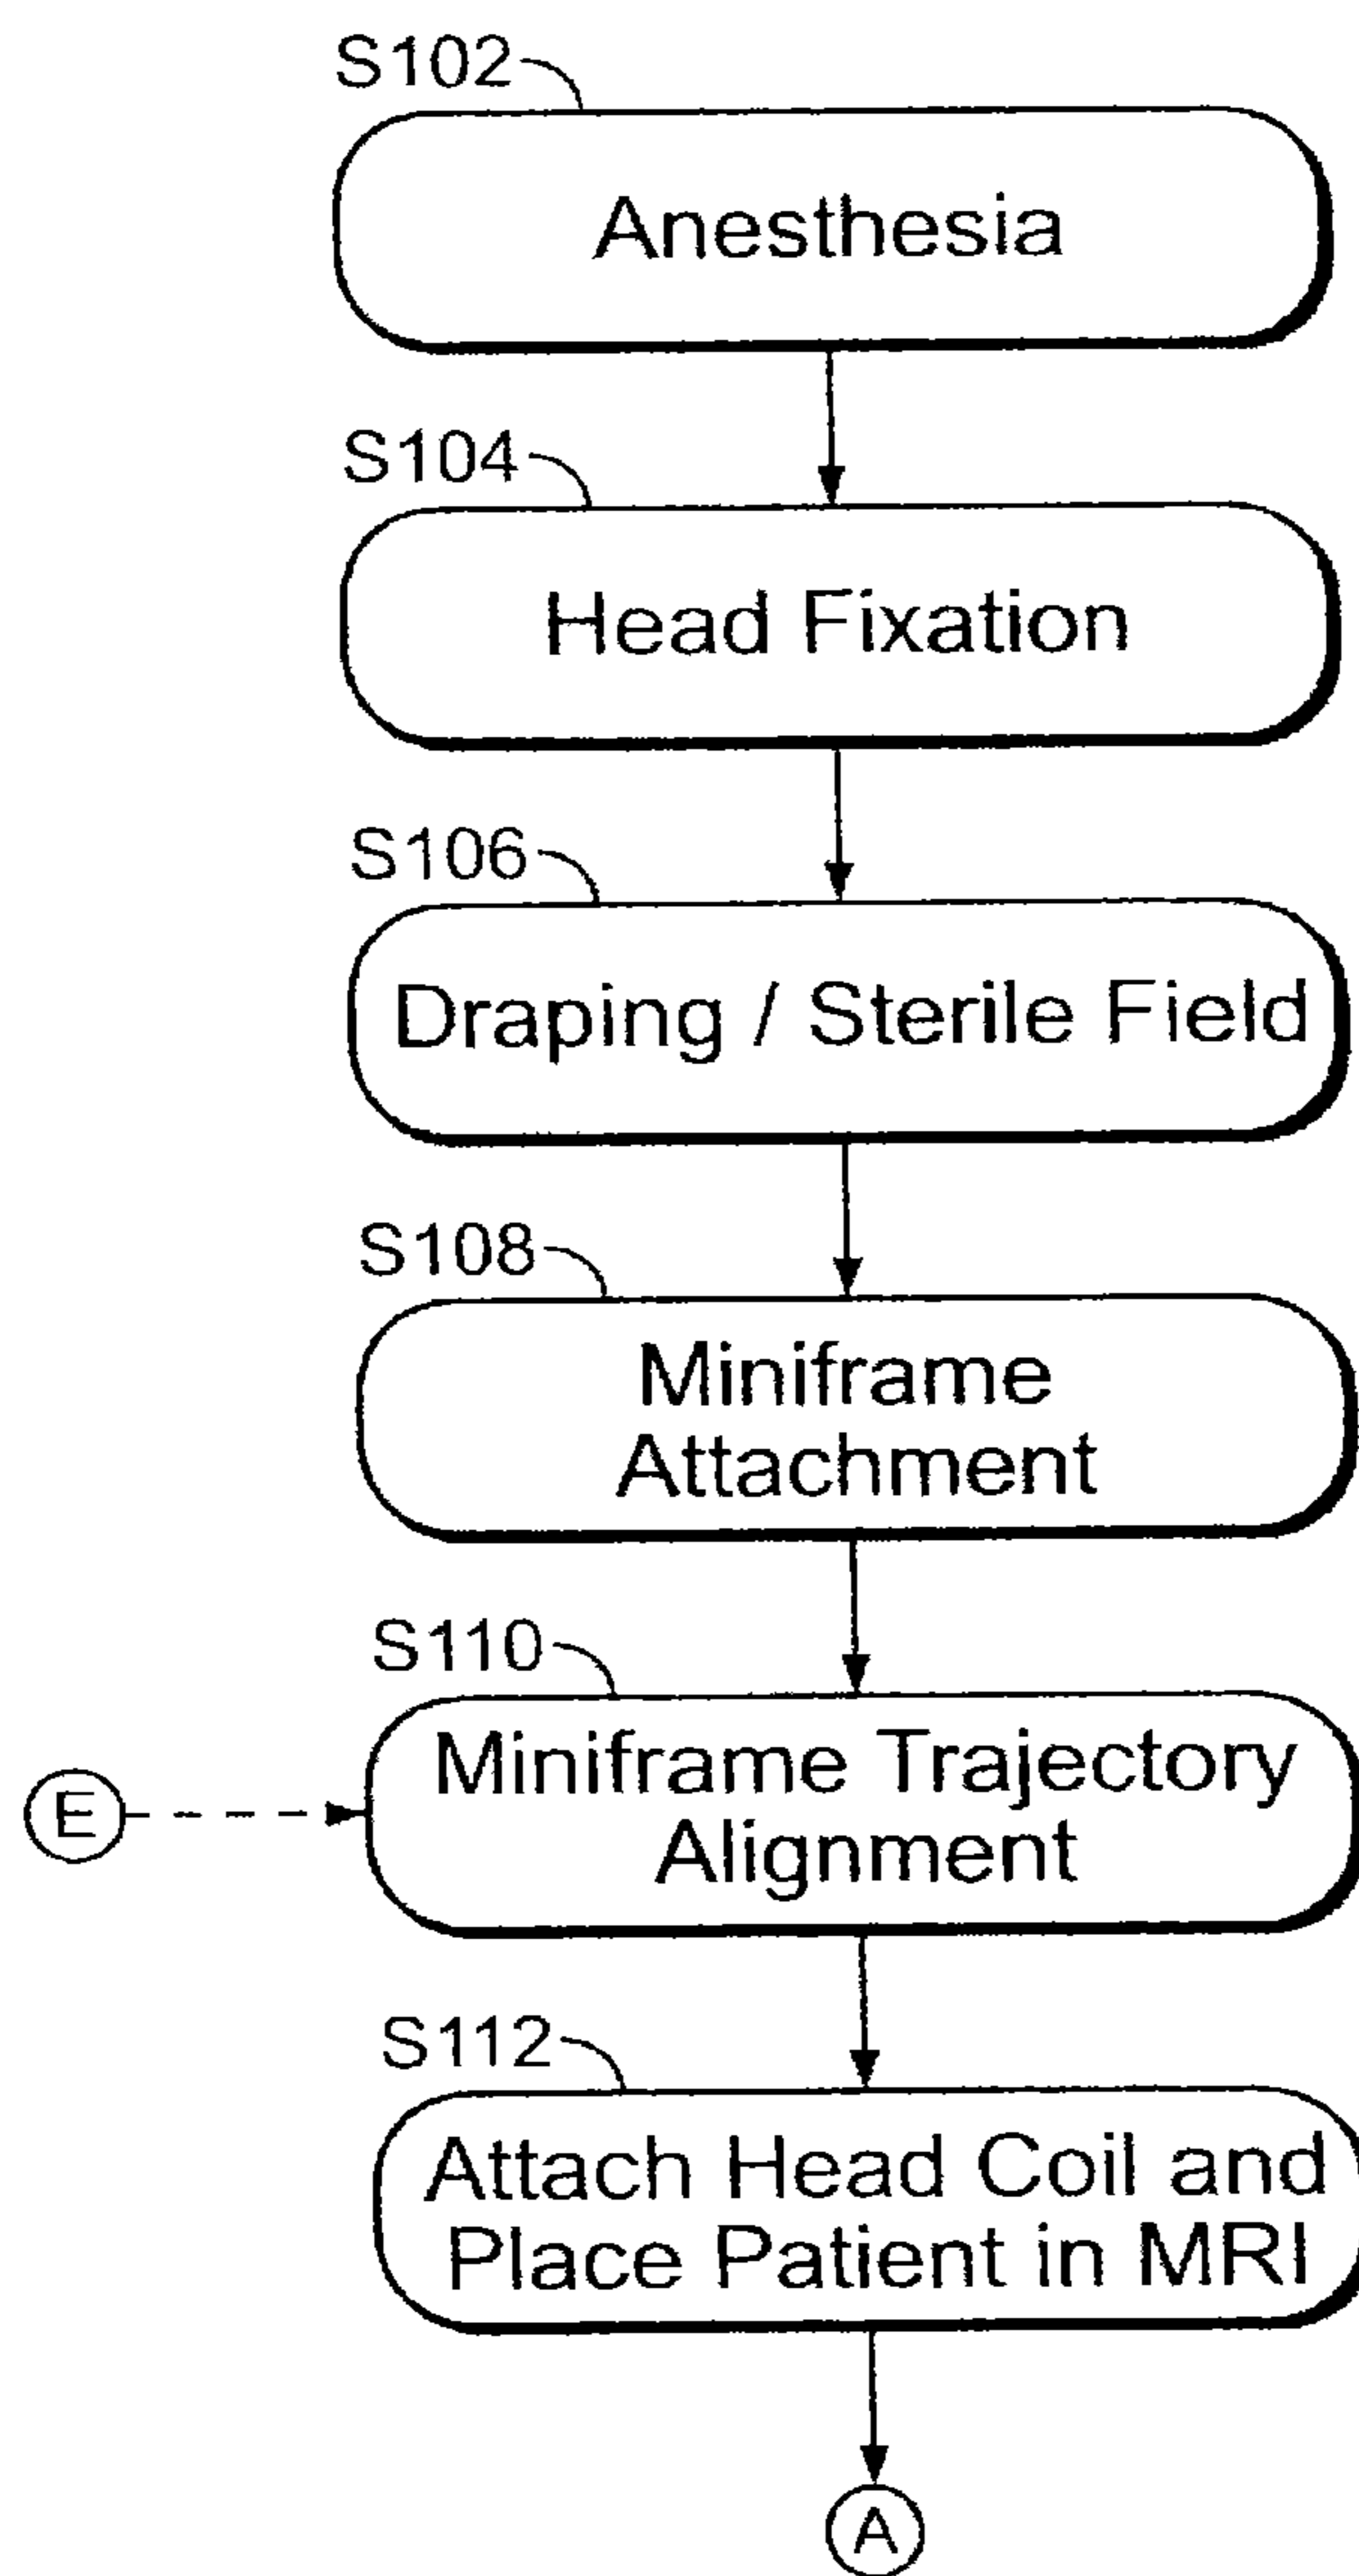 S102
Anesthesia
S104
Head Fixation
S106
Draping / Sterile Field
S108
Miniframe
Attachment
S110
Miniframe Trajectory
Alignment
E
S112
Attach Head Coil and
Place Patient in MRI
A